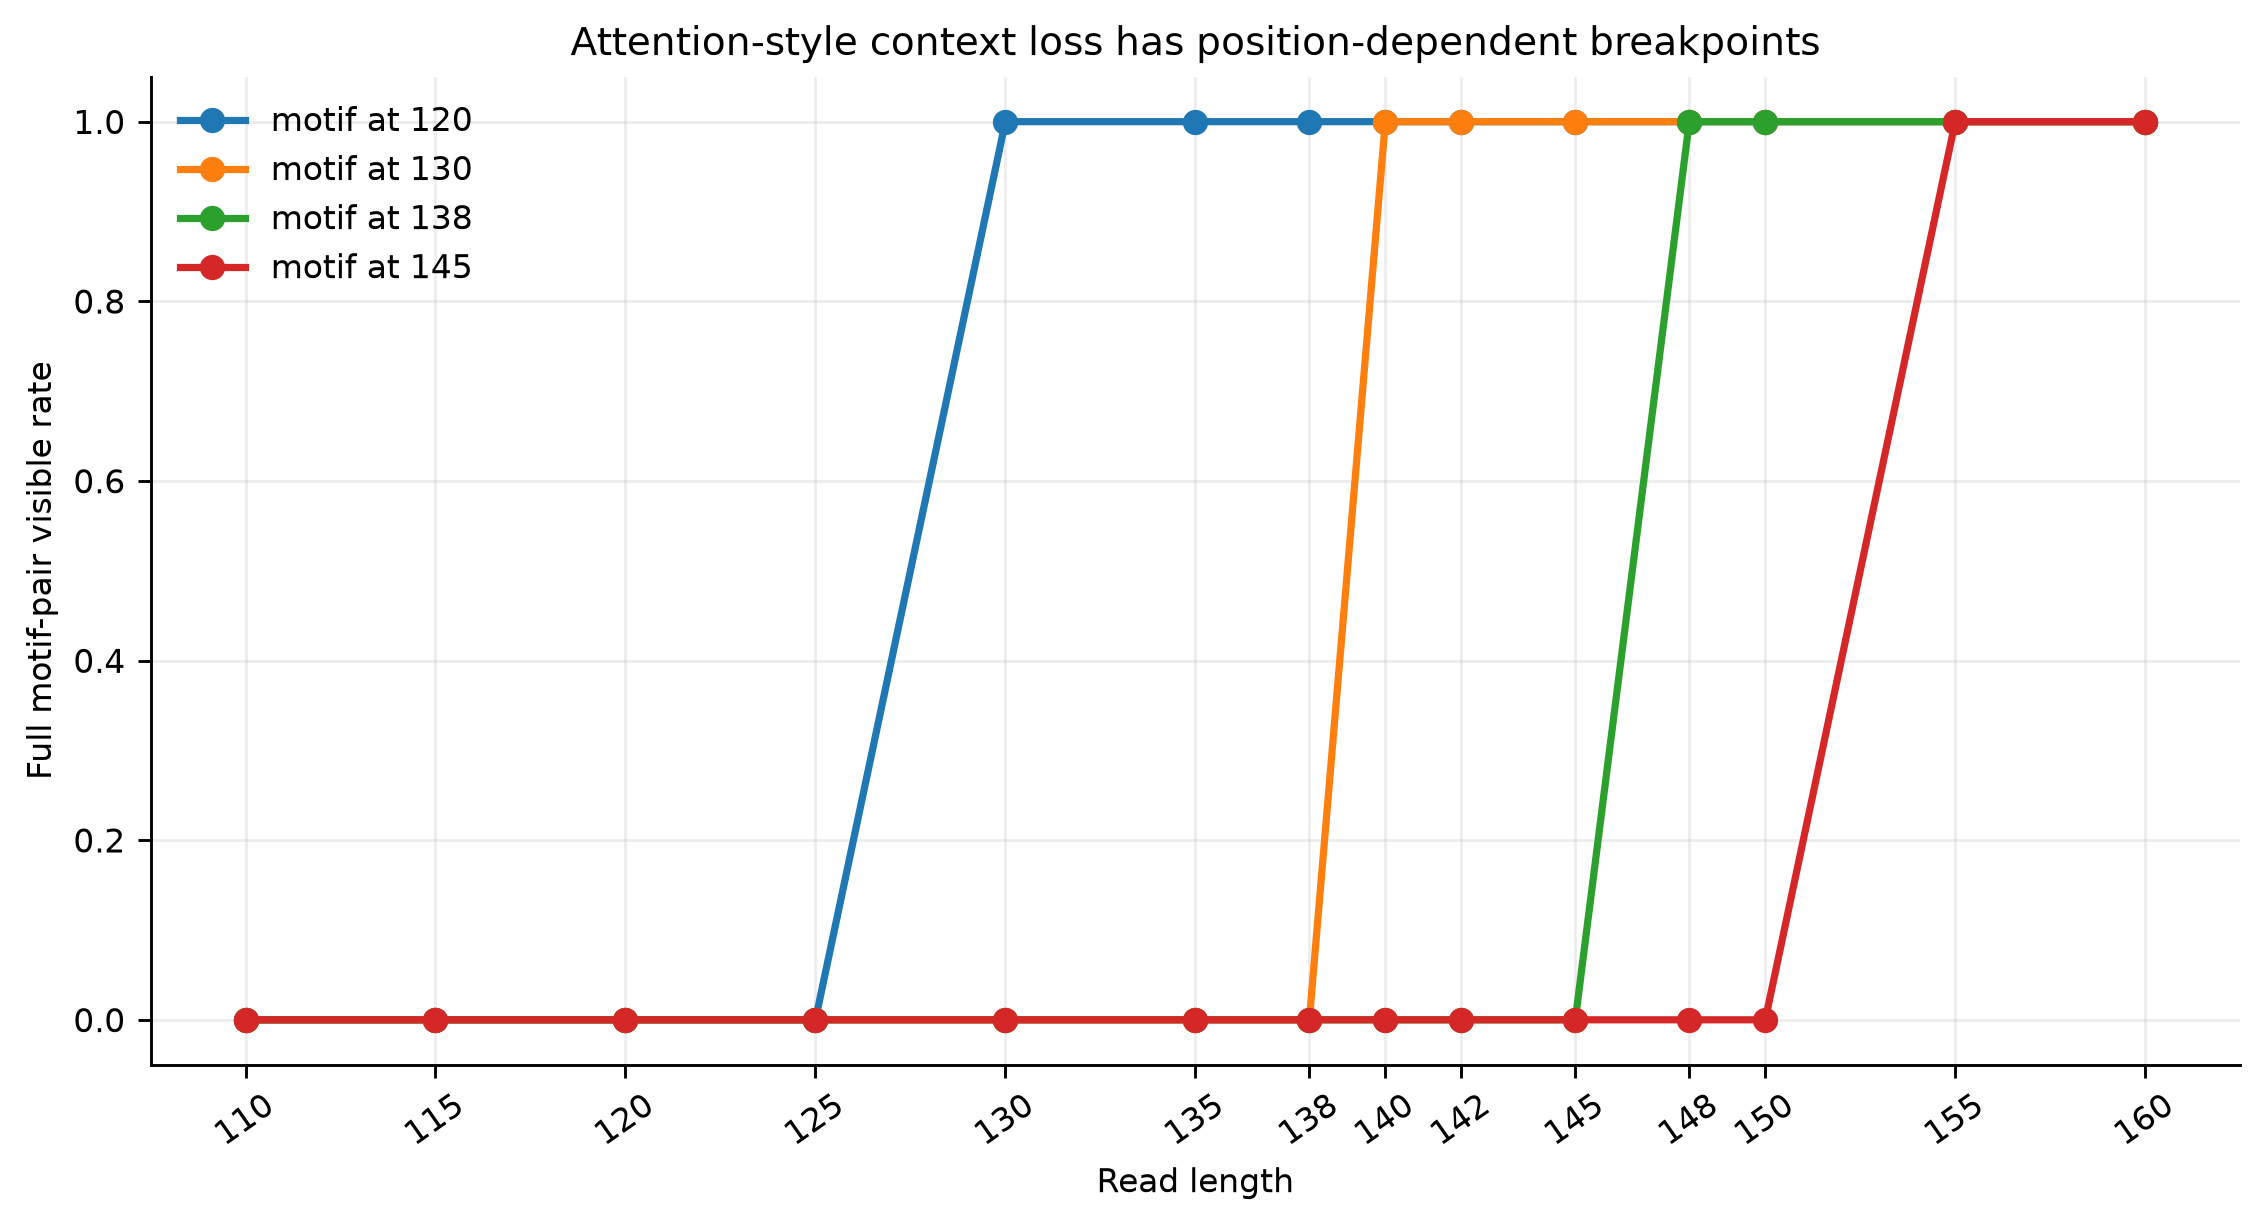 Attention-style context loss has position-dependent breakpoints
motif at 120
motif at 130
motif at 138
motif at 145
Full motif-pair visible rate
1.0
0.8
0.6
0.4
0.2
0.0
110 115 120 125 130 135 138 140 142 145 148 150 155 160
Read length